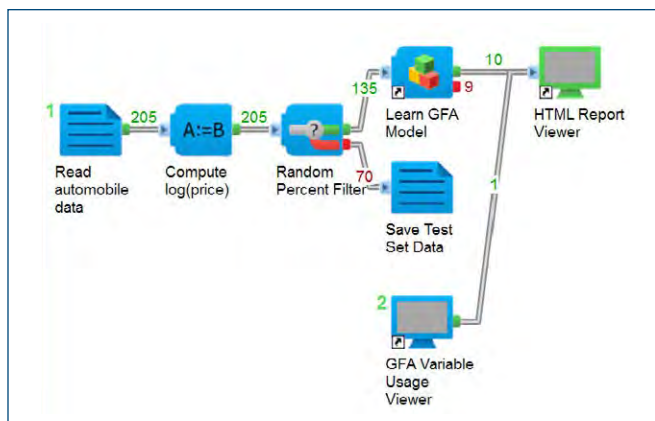 1
205
A:=B
205
?
135
70
10
9
1
2
Read
automobile
data
Compute
log(price)
Random
Percent Filter
Learn GFA
Model
HTML Report
Viewer
Save Test
Set Data
GFA Variable
Usage
Viewer